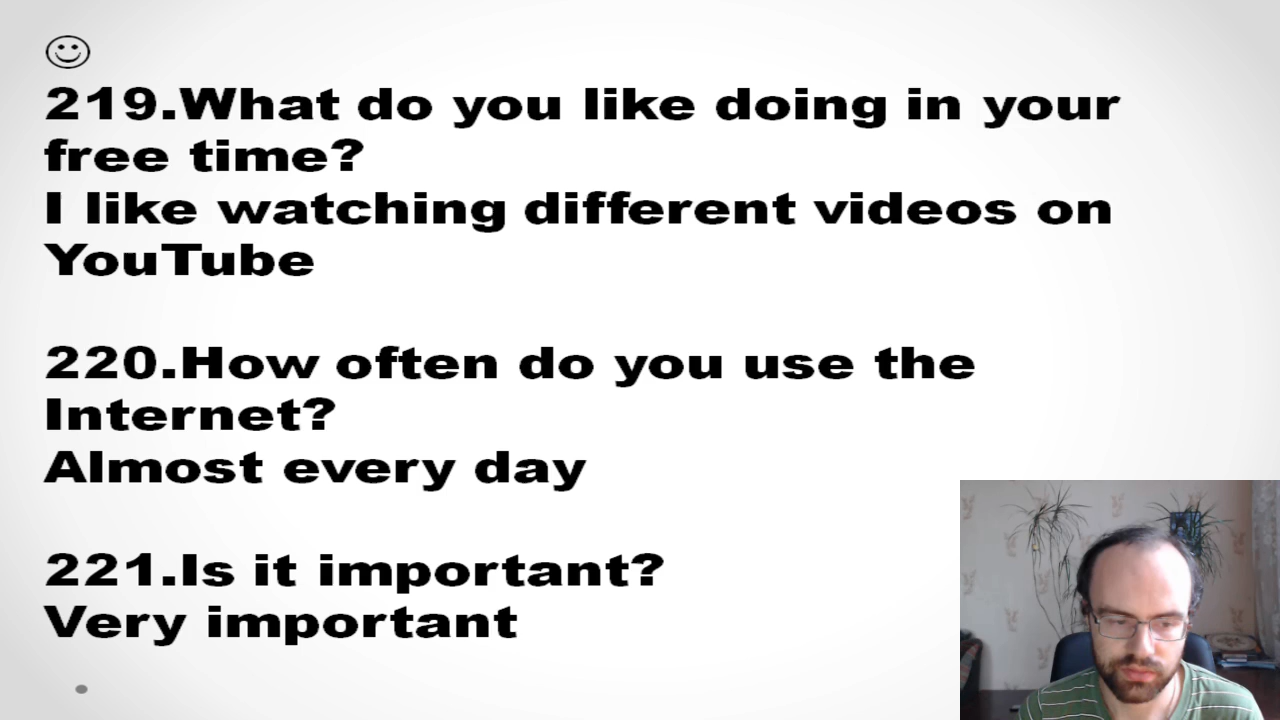 219.What do you like doing in your
free time?
I like watching different videos on
YouTube
220.How often do you use the
Internet?
Almost every day
221.Is it important?
Very important